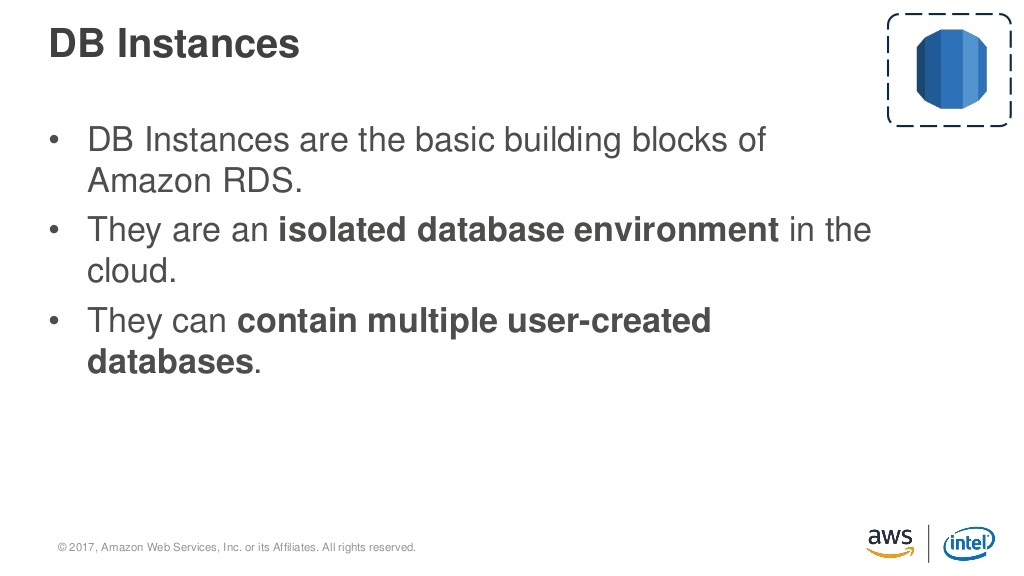 DB Instances
• DB Instances are the basic building blocks of
Amazon RDS.
• They are an isolated database environment in the
cloud.
• They can contain multiple user-created
databases.
© 2017, Amazon Web Services, Inc. or its Affiliates. All rights reserved.
aws
intel